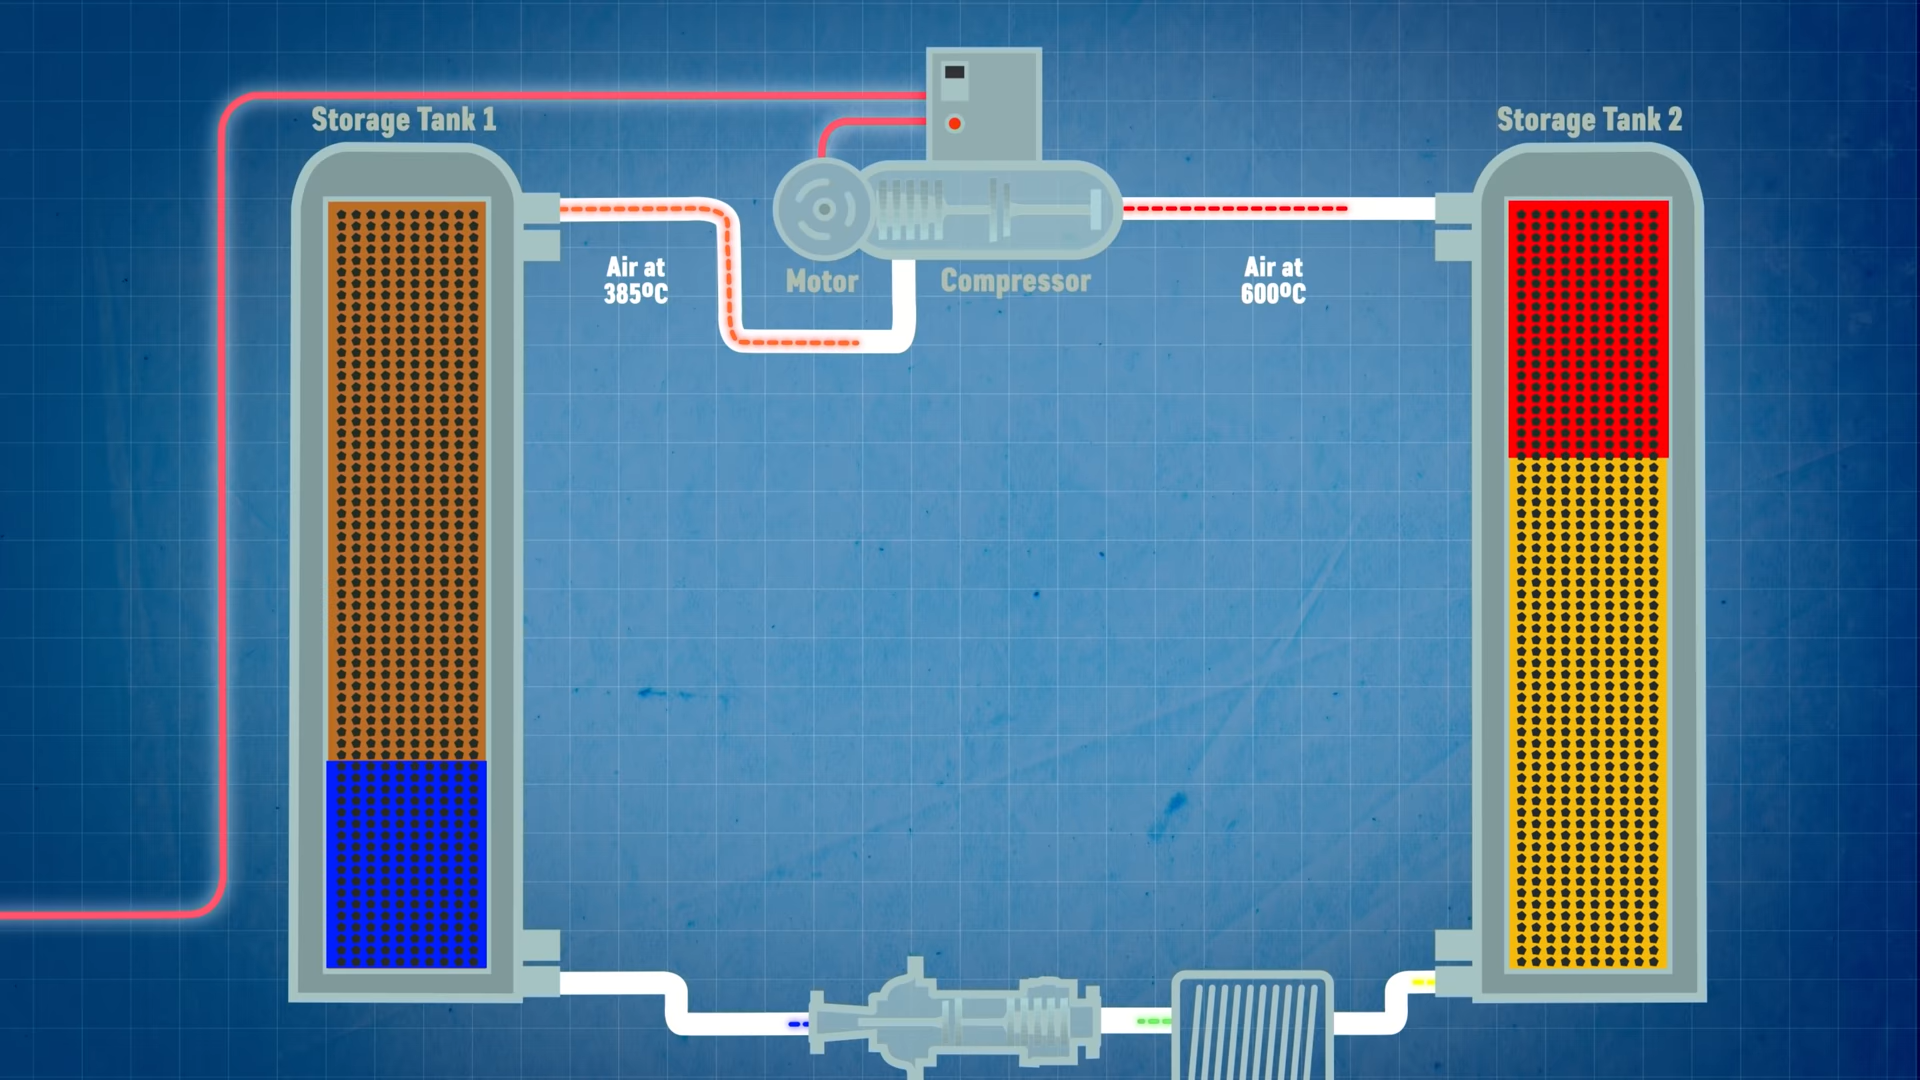 Storage Tank 1
Storage Tank 2
Air at
385ºC
Motor
Compressor
Air at
600ºC